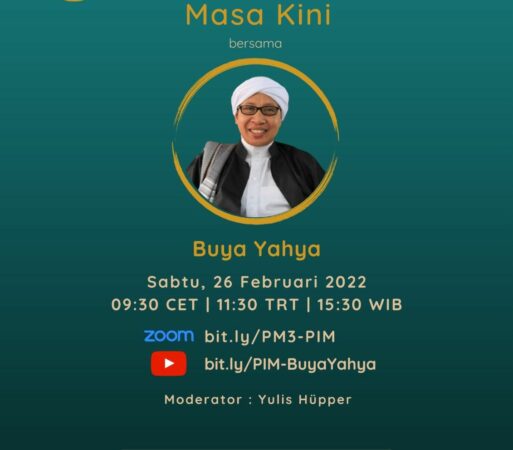 Masa Kini
bersama
Buya Yahya
Sabtu, 26 Februari 2022
09:30 CET | 11:30 TRT | 15:30 WIB
zoom bit.ly/PM3-PIM
bit.ly/PIM-BuyaYahya
Moderator : Yulis Hüpper